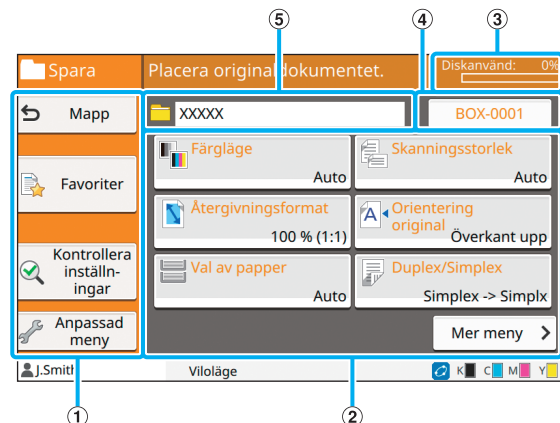 ⑤ ④ ③
Spara
Placera originaldokumentet.
Diskanvänd: 0%
Mapp
XXXXX
BOX-0001
Favoriter
Kontrollera
inställn-
ingar
Anpassad
meny
Färgläge
Auto
Skanningsstorlek
Auto
Återgivningsformat
100 % (1:1)
Orientering
original
Överkant upp
Val av papper
Auto
Duplex/Simplex
Simplex -> Simplx
Mer meny
J.Smith
Viloläge
K C M Y
① ②